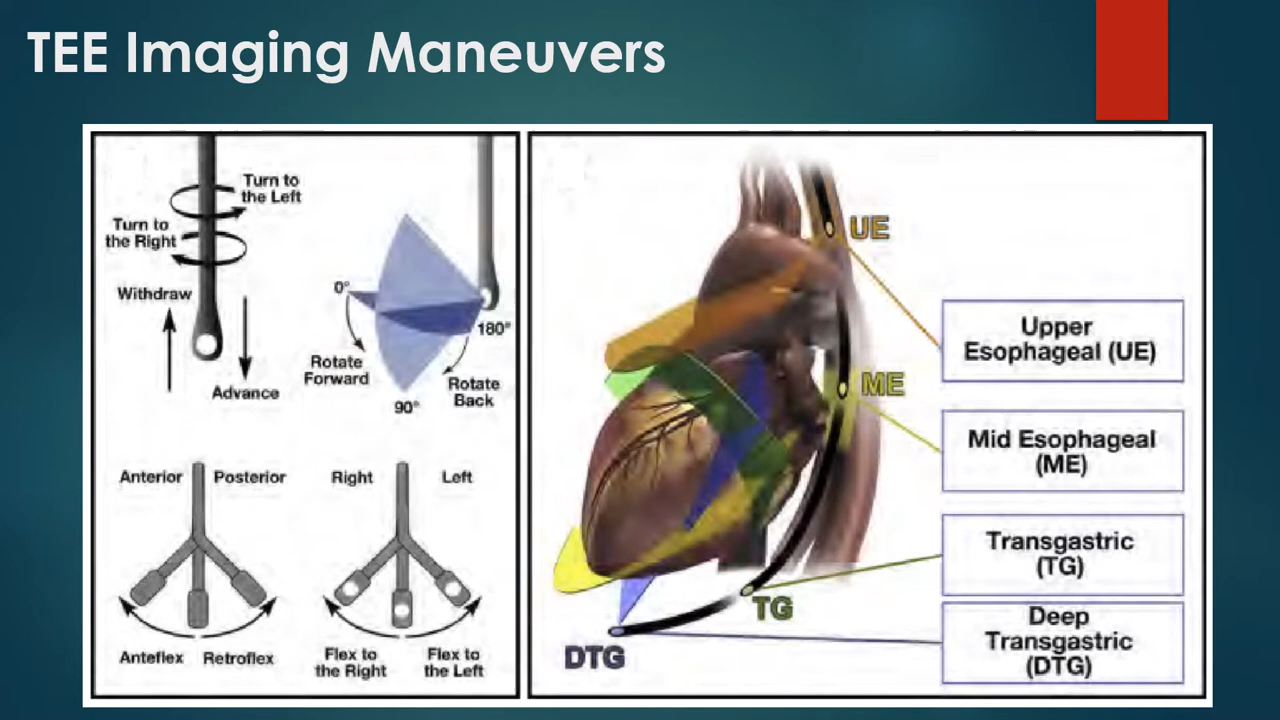 TEE Imaging Maneuvers
Turn to
the Left
Turn to
the Right
Withdraw
Advance
0°
180°
Rotate
Forward
Rotate
Back
90°
Anterior
Posterior
Anteflex
Retroflex
Right
Left
Flex to
the Right
Flex to
the Left
UE
ME
TG
DTG
Upper
Esophageal (UE)
Mid Esophageal
(ME)
Transgastric
(TG)
Deep
Transgastric
(DTG)